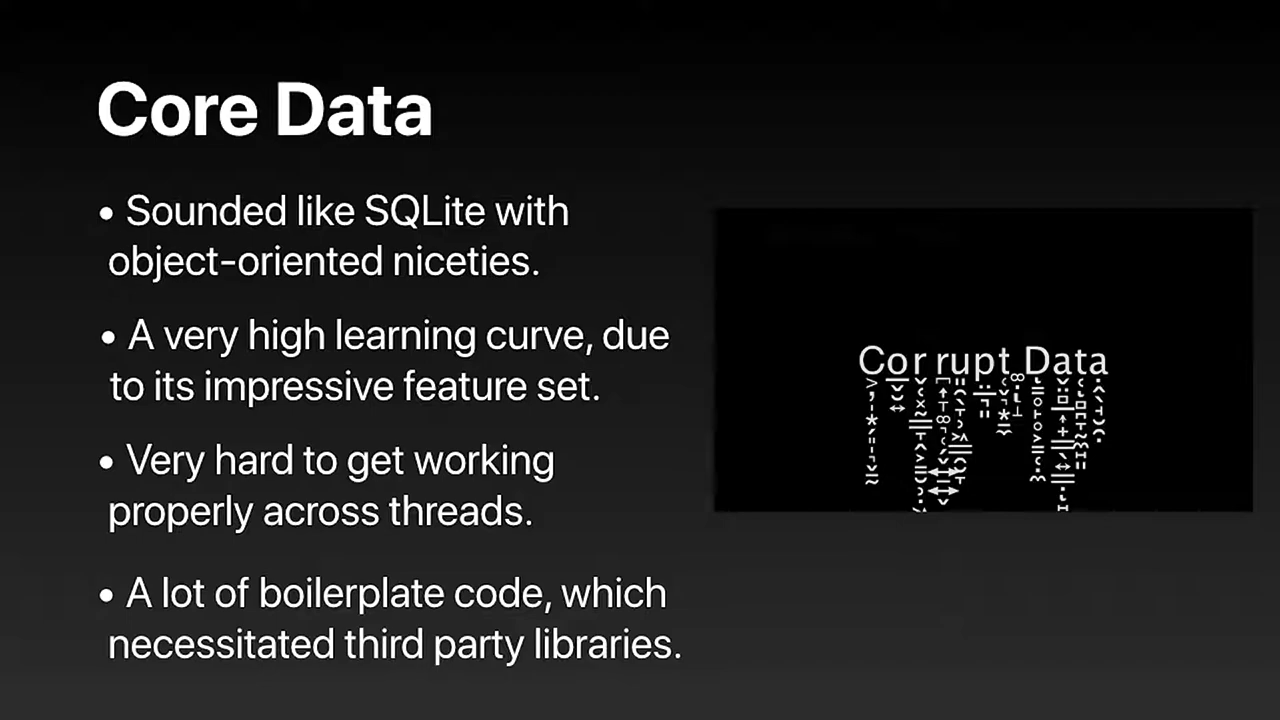 Core Data
• Sounded like SQLite with
object-oriented niceties.
• A very high learning curve, due
to its impressive feature set.
• Very hard to get working
properly across threads.
• A lot of boilerplate code, which
necessitated third party libraries.
Corrupt Data